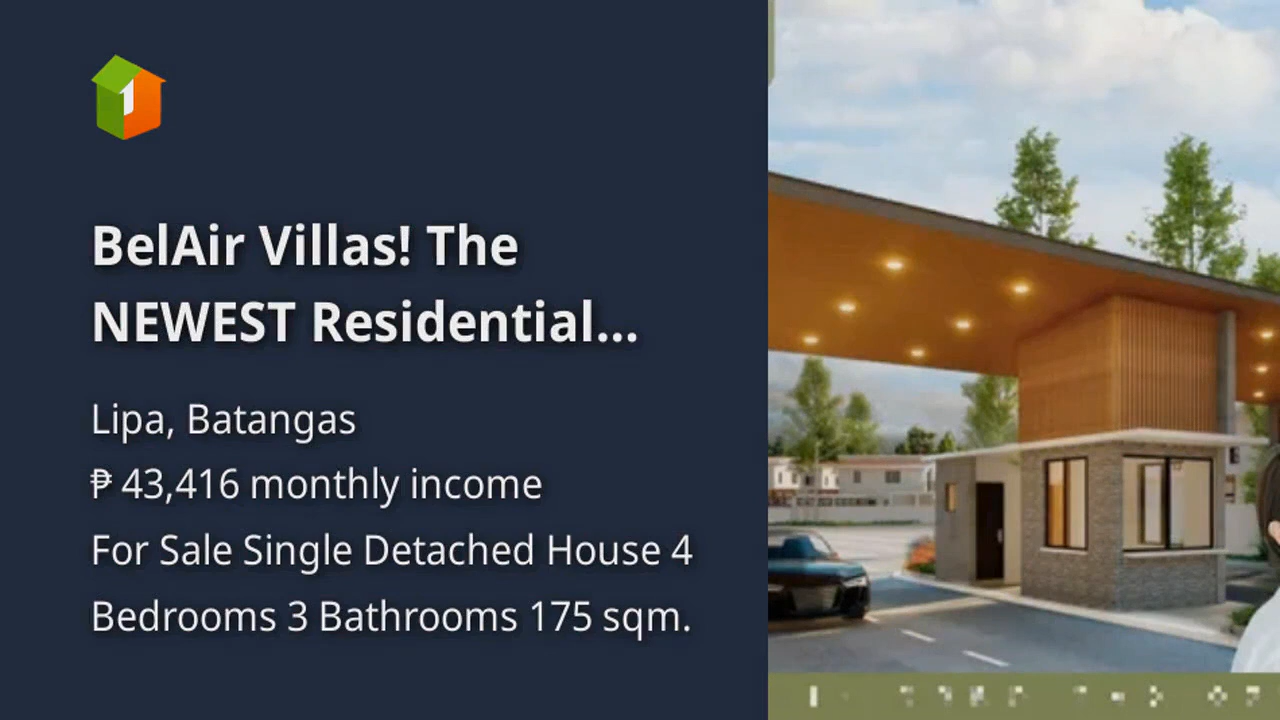 BelAir Villas! The
NEWEST Residential...
Lipa, Batangas
₱ 43,416 monthly income
For Sale Single Detached House 4
Bedrooms 3 Bathrooms 175 sqm.